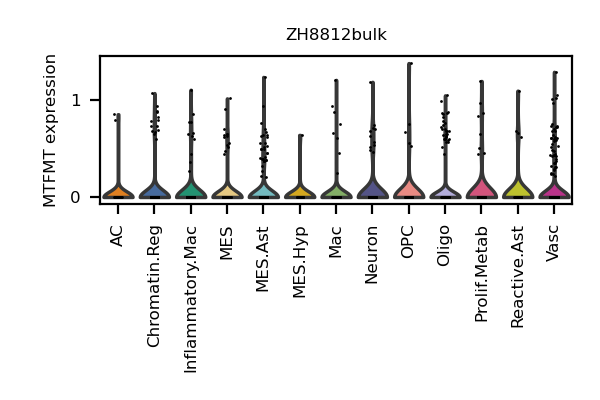 ZH8812bulk
MTFMT expression
1
0
AC
Chromatin.Reg
Inflammatory.Mac
MES
MES.Ast
MES.Hyp
Mac
Neuron
OPC
Oligo
Prolif.Metab
Reactive.Ast
Vasc